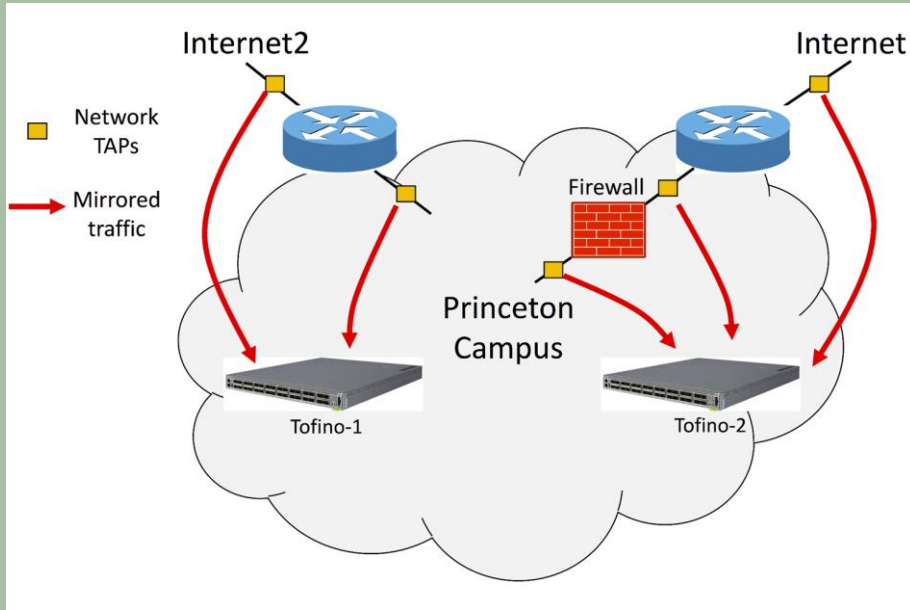 Internet2
Internet
Network
TAPs
Mirrored
traffic
Firewall
Princeton
Campus
Tofino-1
Tofino-2